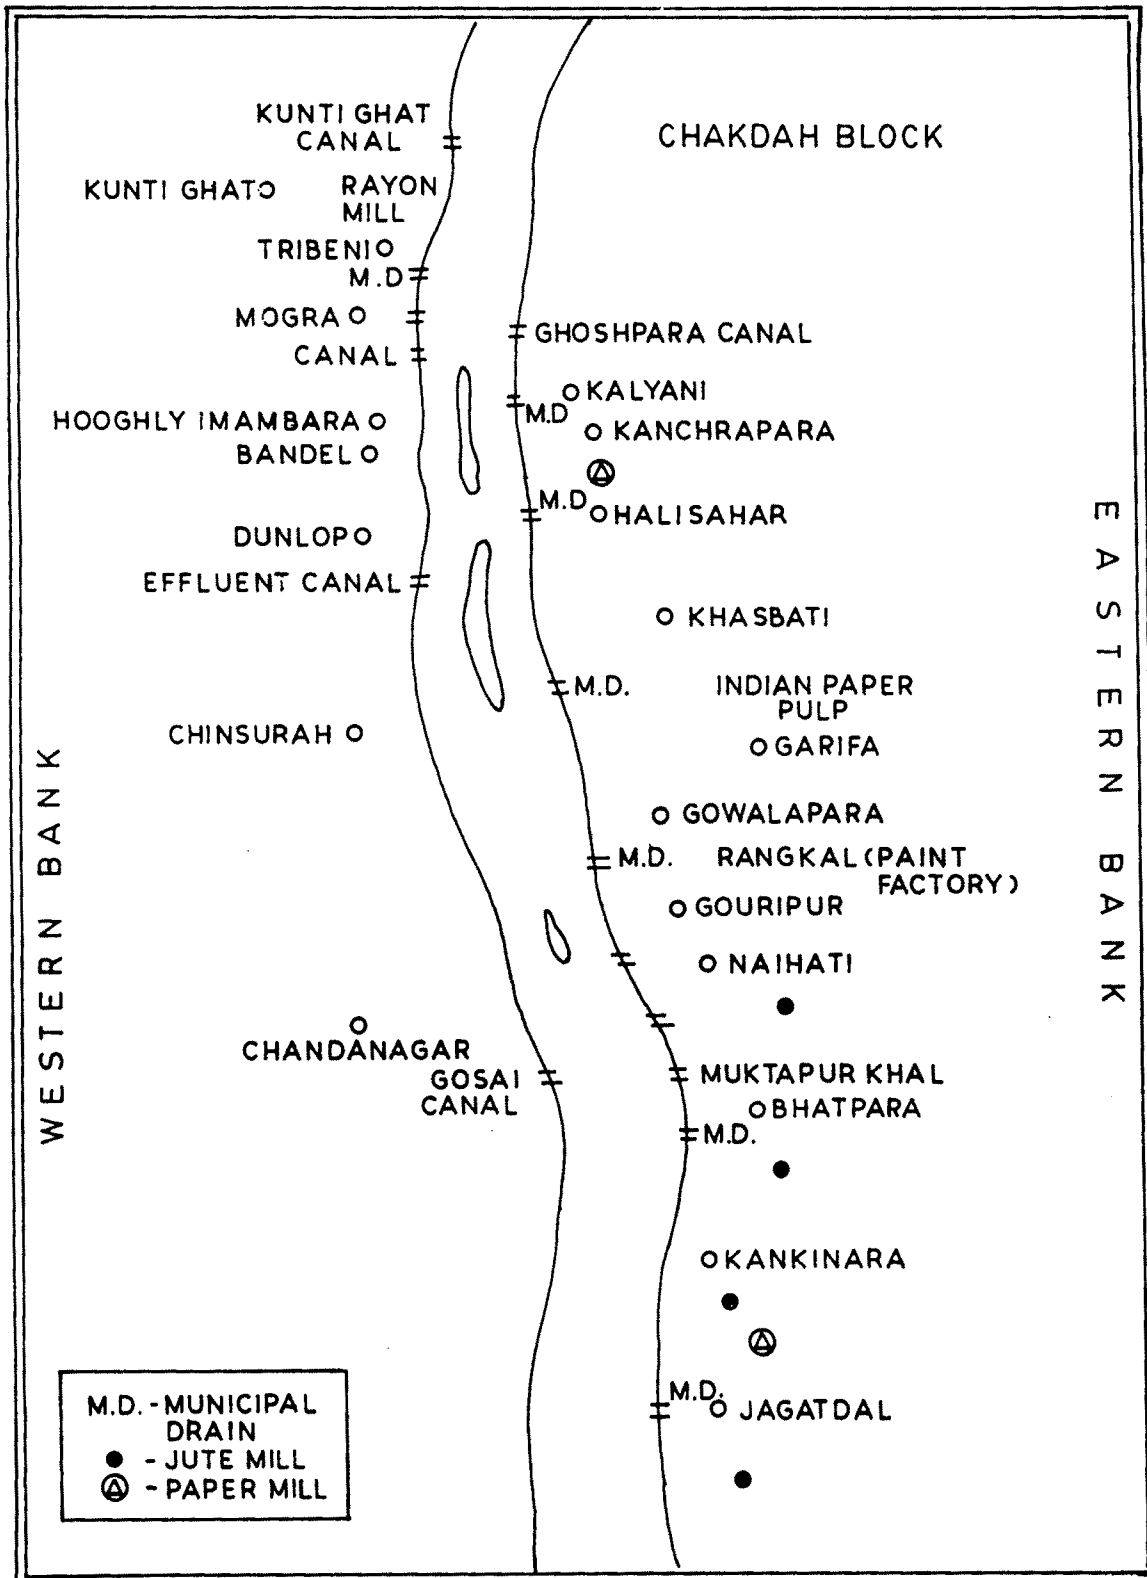 KUNTI GHAT
CANAL
CHAKDAH BLOCK
KUNTI GHAT
RAYON
MILL
TRIBENI
M.D
MOGRA
GHOSHPARA CANAL
CANAL
KALYANI
M.D
HOOGHLY IMAMBARA
KANCHRAPARA
BANDEL
M.D
HALISAHAR
DUNLOP
EFFLUENT CANAL
KHASBATI
M.D.
INDIAN PAPER
PULP
CHINSURAH
GARIFA
GOWALAPARA
M.D.
RANGKAL (PAINT
FACTORY)
GOURIPUR
NAIHATI
CHANDANAGAR
GOSAI
CANAL
MUKTAPUR KHAL
BHATPARA
M.D.
KANKINARA
M.D.
JAGATDAL
WESTERN BANK
EASTERN BANK
M.D. - MUNICIPAL
DRAIN
- JUTE MILL
- PAPER MILL